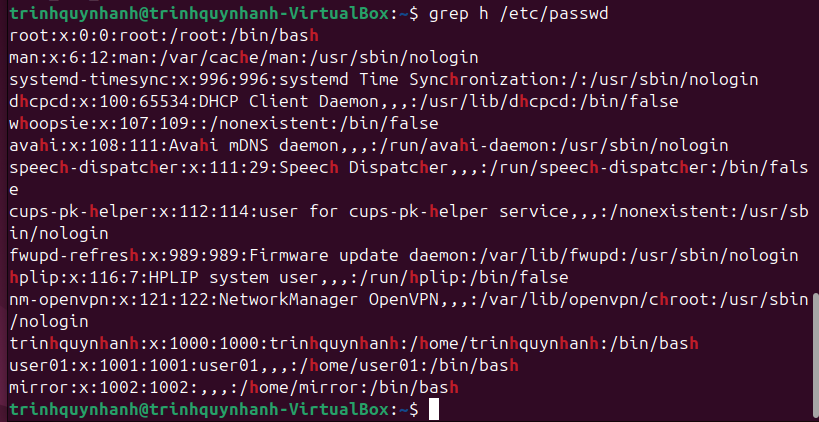 trinhquynhanh@trinhquynhanh-VirtualBox:~$ grep h /etc/passwd
root:x:0:0:root:/root:/bin/bash
man:x:6:12:man:/var/cache/man:/usr/sbin/nologin
systemd-timesync:x:996:996:systemd Time Synchronization:/:/usr/sbin/nologin
dhcpcd:x:100:65534:DHCP Client Daemon,,,:/usr/lib/dhcpcd:/bin/false
whoopsie:x:107:109::/nonexistent:/bin/false
avahi:x:108:111:Avahi mDNS daemon,,,:/run/avahi-daemon:/usr/sbin/nologin
speech-dispatcher:x:111:29:Speech Dispatcher,,,:/run/speech-dispatcher:/bin/fals
e
cups-pk-helper:x:112:114:user for cups-pk-helper service,,,:/nonexistent:/usr/sb
in/nologin
fwupd-refresh:x:989:989:Firmware update daemon:/var/lib/fwupd:/usr/sbin/nologin
hplip:x:116:7:HPLIP system user,,,:/run/hplip:/bin/false
nm-openvpn:x:121:122:NetworkManager OpenVPN,,,:/var/lib/openvpn/chroot:/usr/sbin
/nologin
trinhquynhanh:x:1000:1000:trinhquynhanh:/home/trinhquynhanh:/bin/bash
user01:x:1001:1001:user01,,,:/home/user01:/bin/bash
mirror:x:1002:1002:,,,:/home/mirror:/bin/bash
trinhquynhanh@trinhquynhanh-VirtualBox:~$